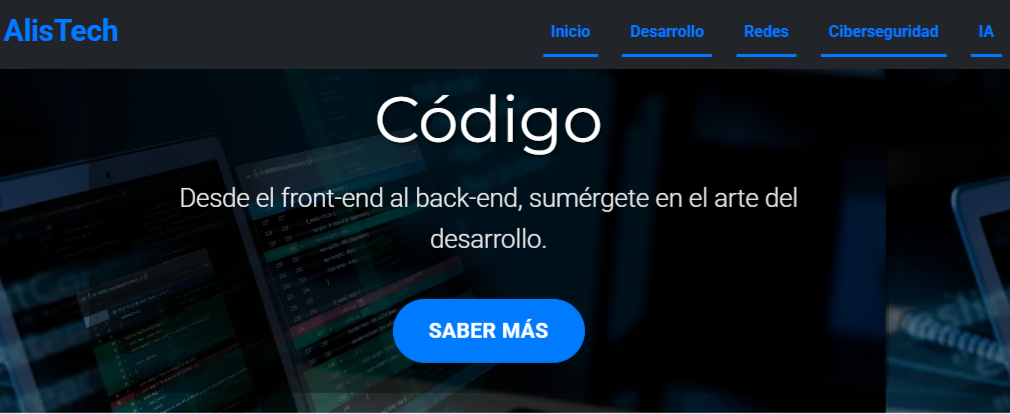 AlisTech
Inicio Desarrollo Redes Ciberseguridad IA
Código
Desde el front-end al back-end, sumérgete en el arte del
desarrollo.
SABER MÁS